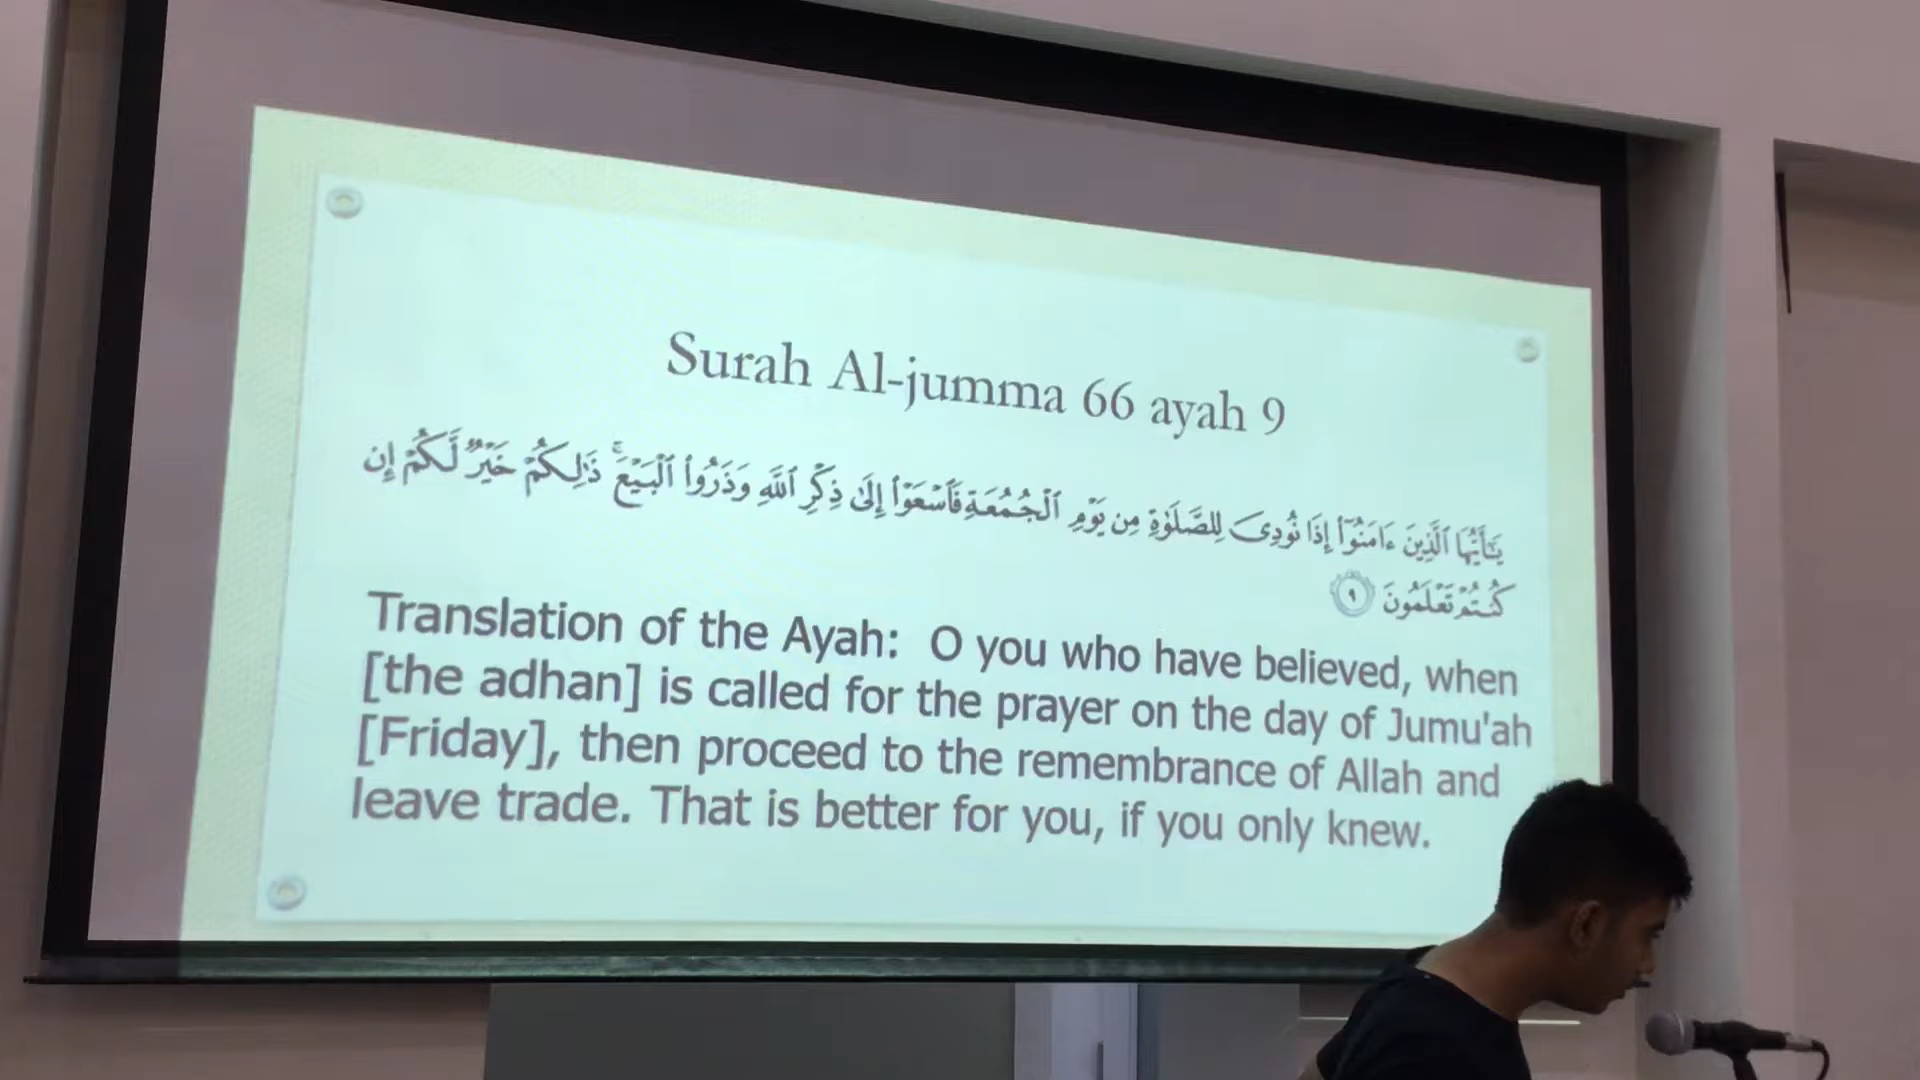 Surah Al-jumma 66 ayah 9
يَٰٓأَيُّهَا ٱلَّذِينَ ءَامَنُوٓا۟ إِذَا نُودِىَ لِلصَّلَوٰةِ مِن يَوْمِ ٱلْجُمُعَةِ فَٱسْعَوْا۟ إِلَىٰ ذِكْرِ ٱللَّهِ وَذَرُوا۟ ٱلْبَيْعَ ۚ ذَٰلِكُمْ خَيْرٌ لَّكُمْ إِن
كُنتُمْ تَعْلَمُونَ ٩
Translation of the Ayah: O you who have believed, when
[the adhan] is called for the prayer on the day of Jumu'ah
[Friday], then proceed to the remembrance of Allah and
leave trade. That is better for you, if you only knew.